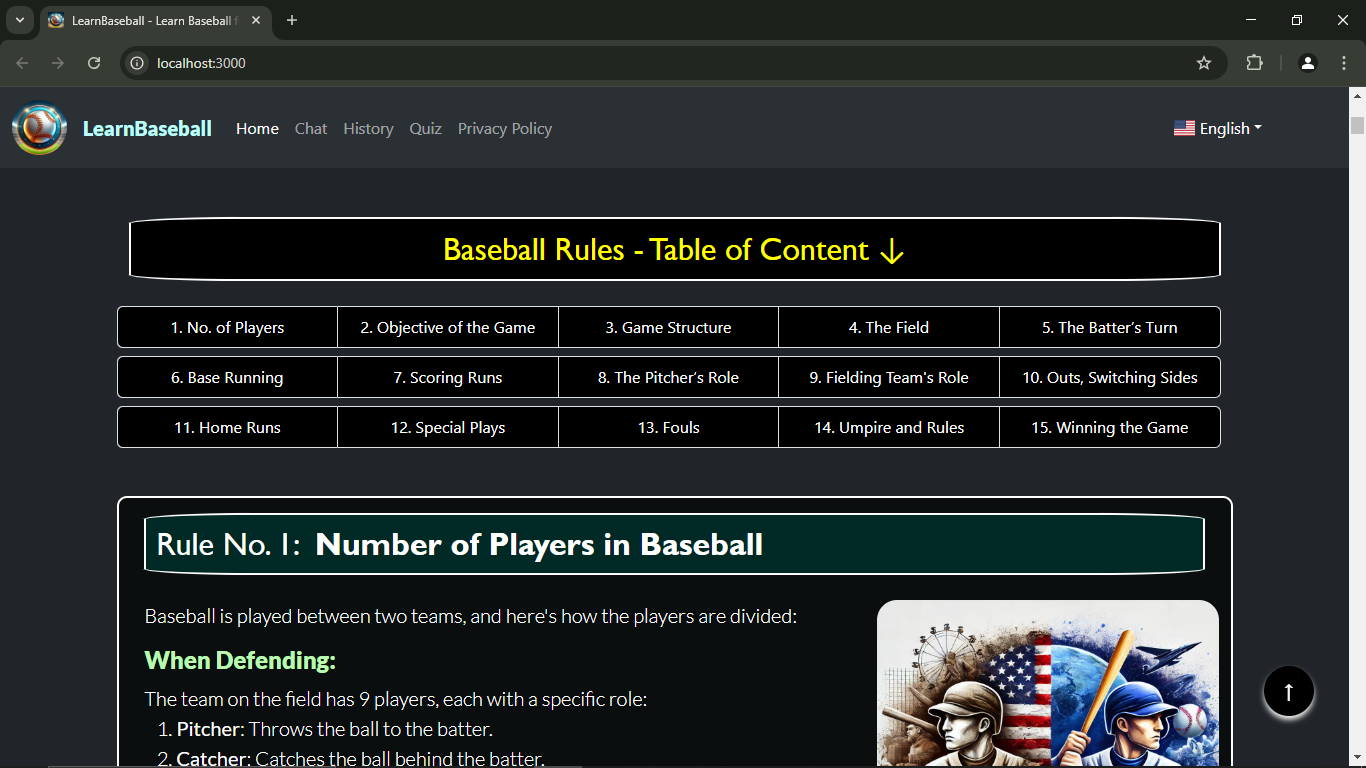 LearnBaseball - Learn Baseball f
localhost:3000
LearnBaseball Home Chat History Quiz Privacy Policy English
Baseball Rules - Table of Content ↓
1. No. of Players 2. Objective of the Game 3. Game Structure 4. The Field 5. The Batter’s Turn
6. Base Running 7. Scoring Runs 8. The Pitcher’s Role 9. Fielding Team's Role 10. Outs, Switching Sides
11. Home Runs 12. Special Plays 13. Fouls 14. Umpire and Rules 15. Winning the Game
Rule No. 1: Number of Players in Baseball
Baseball is played between two teams, and here's how the players are divided:
When Defending:
The team on the field has 9 players, each with a specific role:
1. Pitcher: Throws the ball to the batter.
2. Catcher: Catches the ball behind the batter.
↑